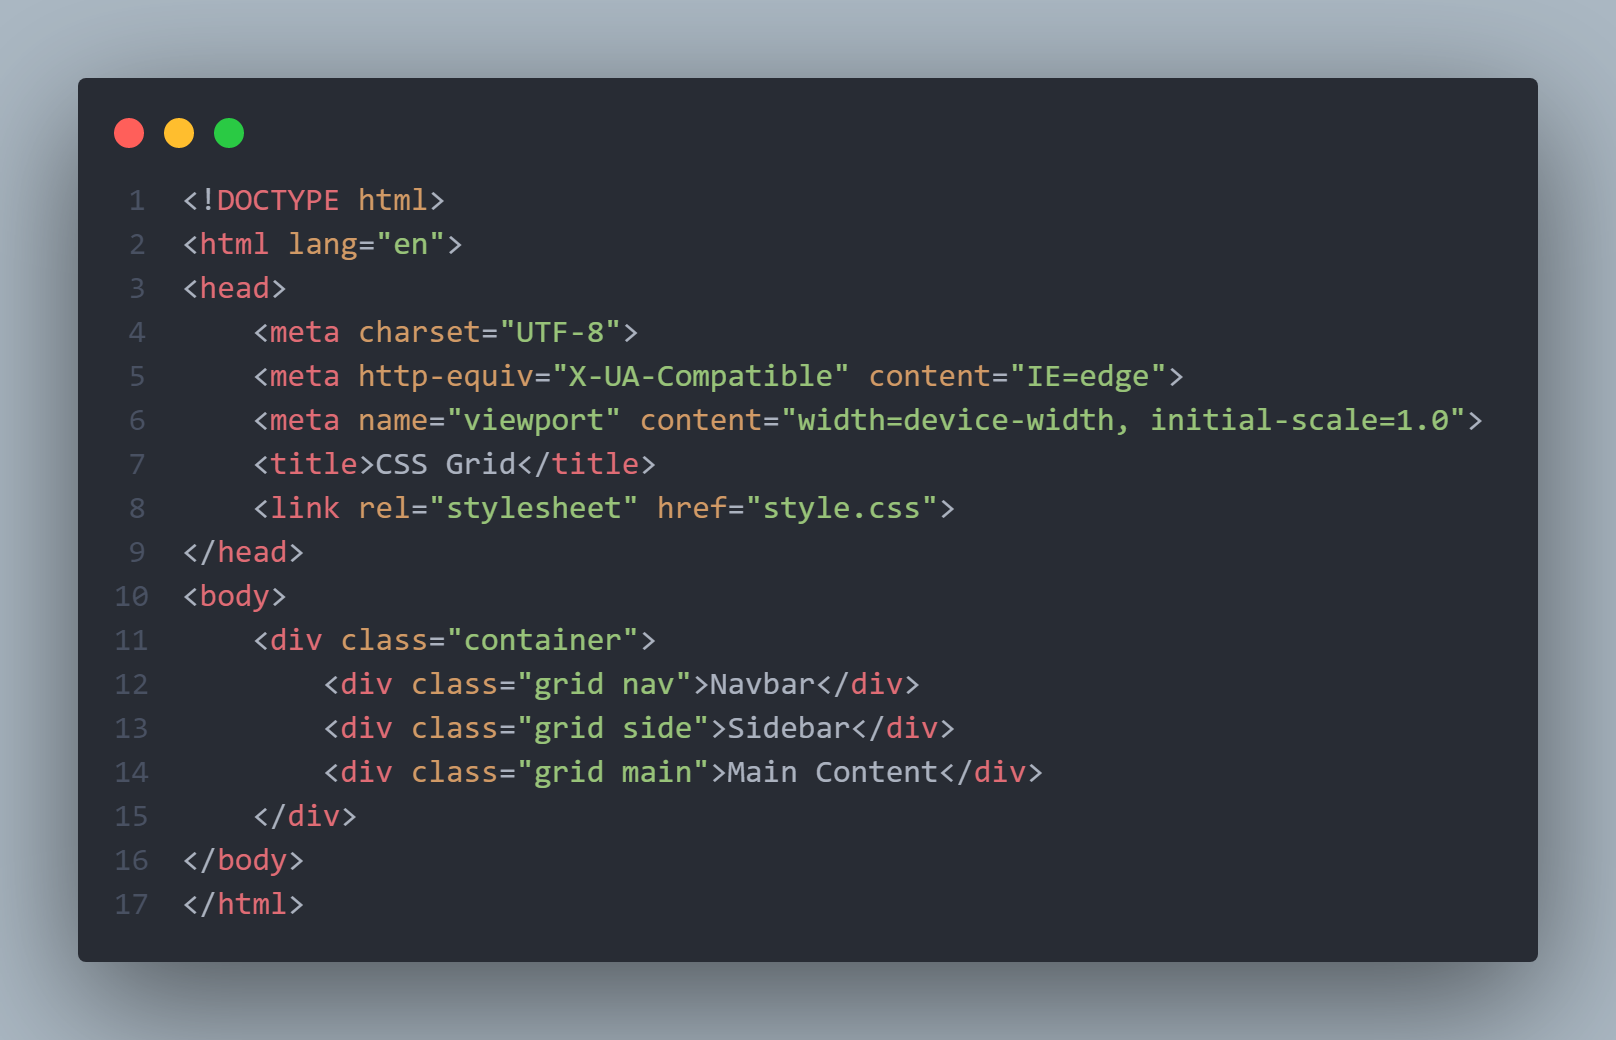 1 <!DOCTYPE html>
2 <html lang="en">
3 <head>
4     <meta charset="UTF-8">
5     <meta http-equiv="X-UA-Compatible" content="IE=edge">
6     <meta name="viewport" content="width=device-width, initial-scale=1.0">
7     <title>CSS Grid</title>
8     <link rel="stylesheet" href="style.css">
9 </head>
10 <body>
11     <div class="container">
12         <div class="grid nav">Navbar</div>
13         <div class="grid side">Sidebar</div>
14         <div class="grid main">Main Content</div>
15     </div>
16 </body>
17 </html>